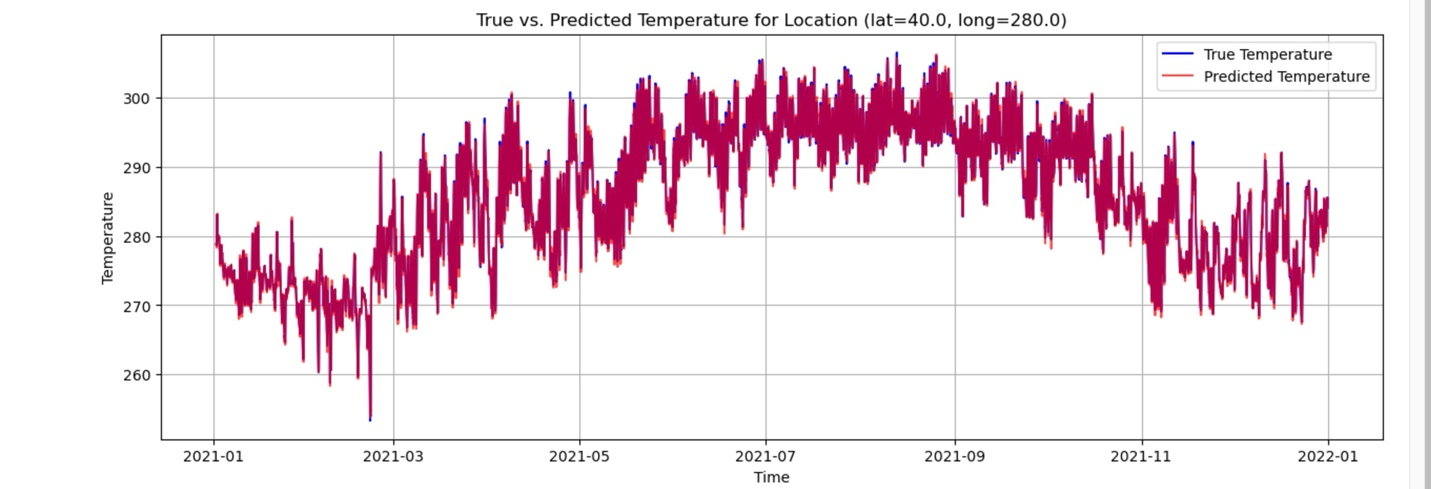 True vs. Predicted Temperature for Location (lat=40.0, long=280.0)
True Temperature
Predicted Temperature
Temperature
300
290
280
270
260
2021-01 2021-03 2021-05 2021-07 2021-09 2021-11 2022-01
Time